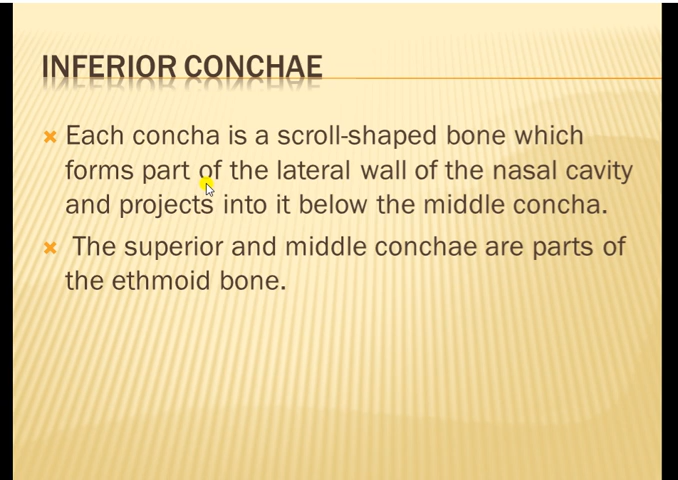 INFERIOR CONCHAE
Each concha is a scroll-shaped bone which
forms part of the lateral wall of the nasal cavity
and projects into it below the middle concha.
The superior and middle conchae are parts of
the ethmoid bone.